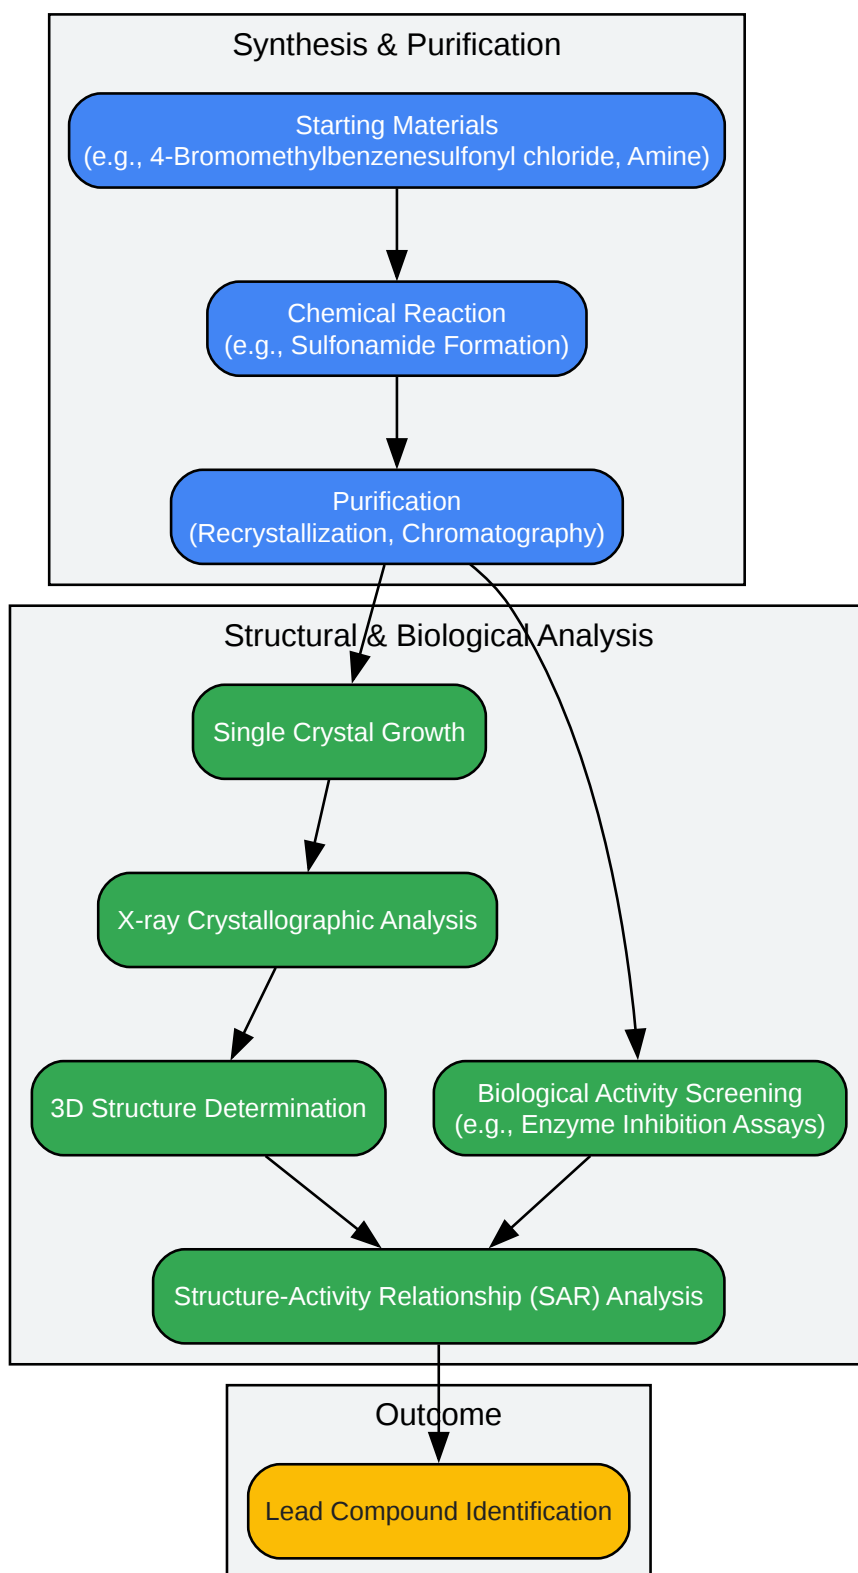 Synthesis & Purification
Starting Materials
(e.g., 4-Bromomethylbenzenesulfonyl chloride, Amine)
Chemical Reaction
(e.g., Sulfonamide Formation)
Purification
(Recrystallization, Chromatography)
Structural & Biological Analysis
Single Crystal Growth
X-ray Crystallographic Analysis
3D Structure Determination
Biological Activity Screening
(e.g., Enzyme Inhibition Assays)
Structure-Activity Relationship (SAR) Analysis
Outcome
Lead Compound Identification